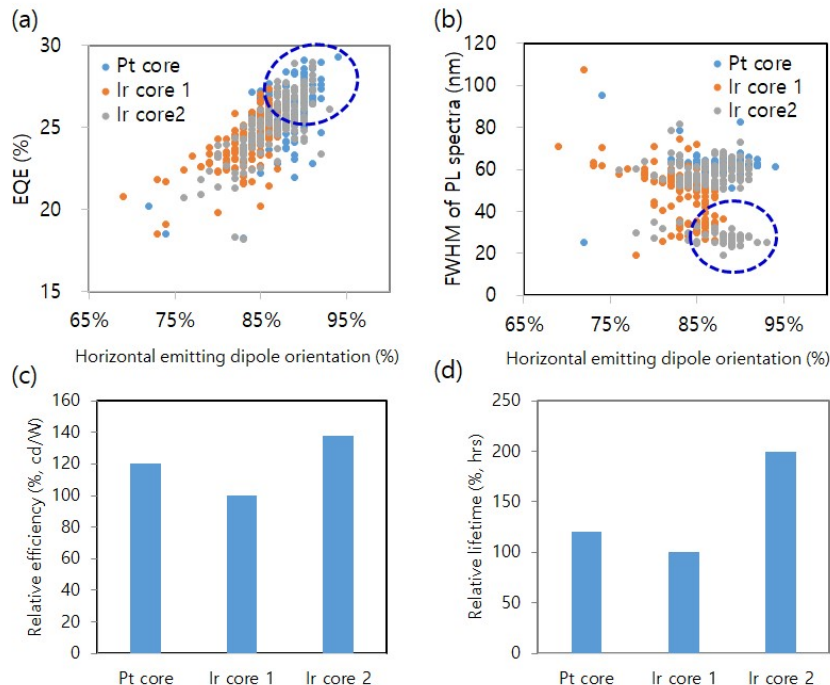 (a)
30
25
20
15
EQE (%)
Pt core
Ir core 1
Ir core2
65%
75%
85%
95%
Horizontal emitting dipole orientation (%)
(b)
120
100
80
60
40
20
0
FWHM of PL spectra (nm)
Pt core
Ir core 1
Ir core 2
65%
75%
85%
95%
Horizontal emitting dipole orientation (%)
(c)
160
140
120
100
80
60
40
20
0
Relative efficiency (%, cd/W)
Pt core
Ir core 1
Ir core 2
(d)
250
200
150
100
50
0
Relative lifetime (%, hrs)
Pt core
Ir core 1
Ir core 2